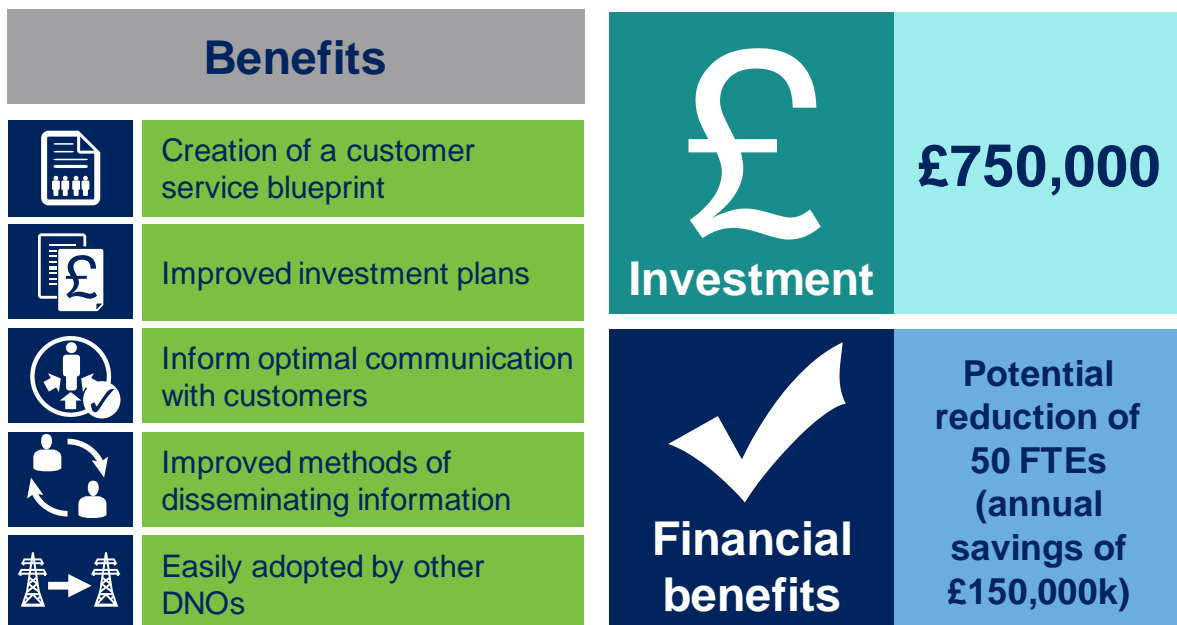 Benefits
Creation of a customer
service blueprint
£
Improved investment plans
Inform optimal communication
with customers
Improved methods of
disseminating information
Easily adopted by other
DNOs
£
Investment
£750,000
Financial
benefits
Potential
reduction of
50 FTEs
(annual
savings of
£150,000k)